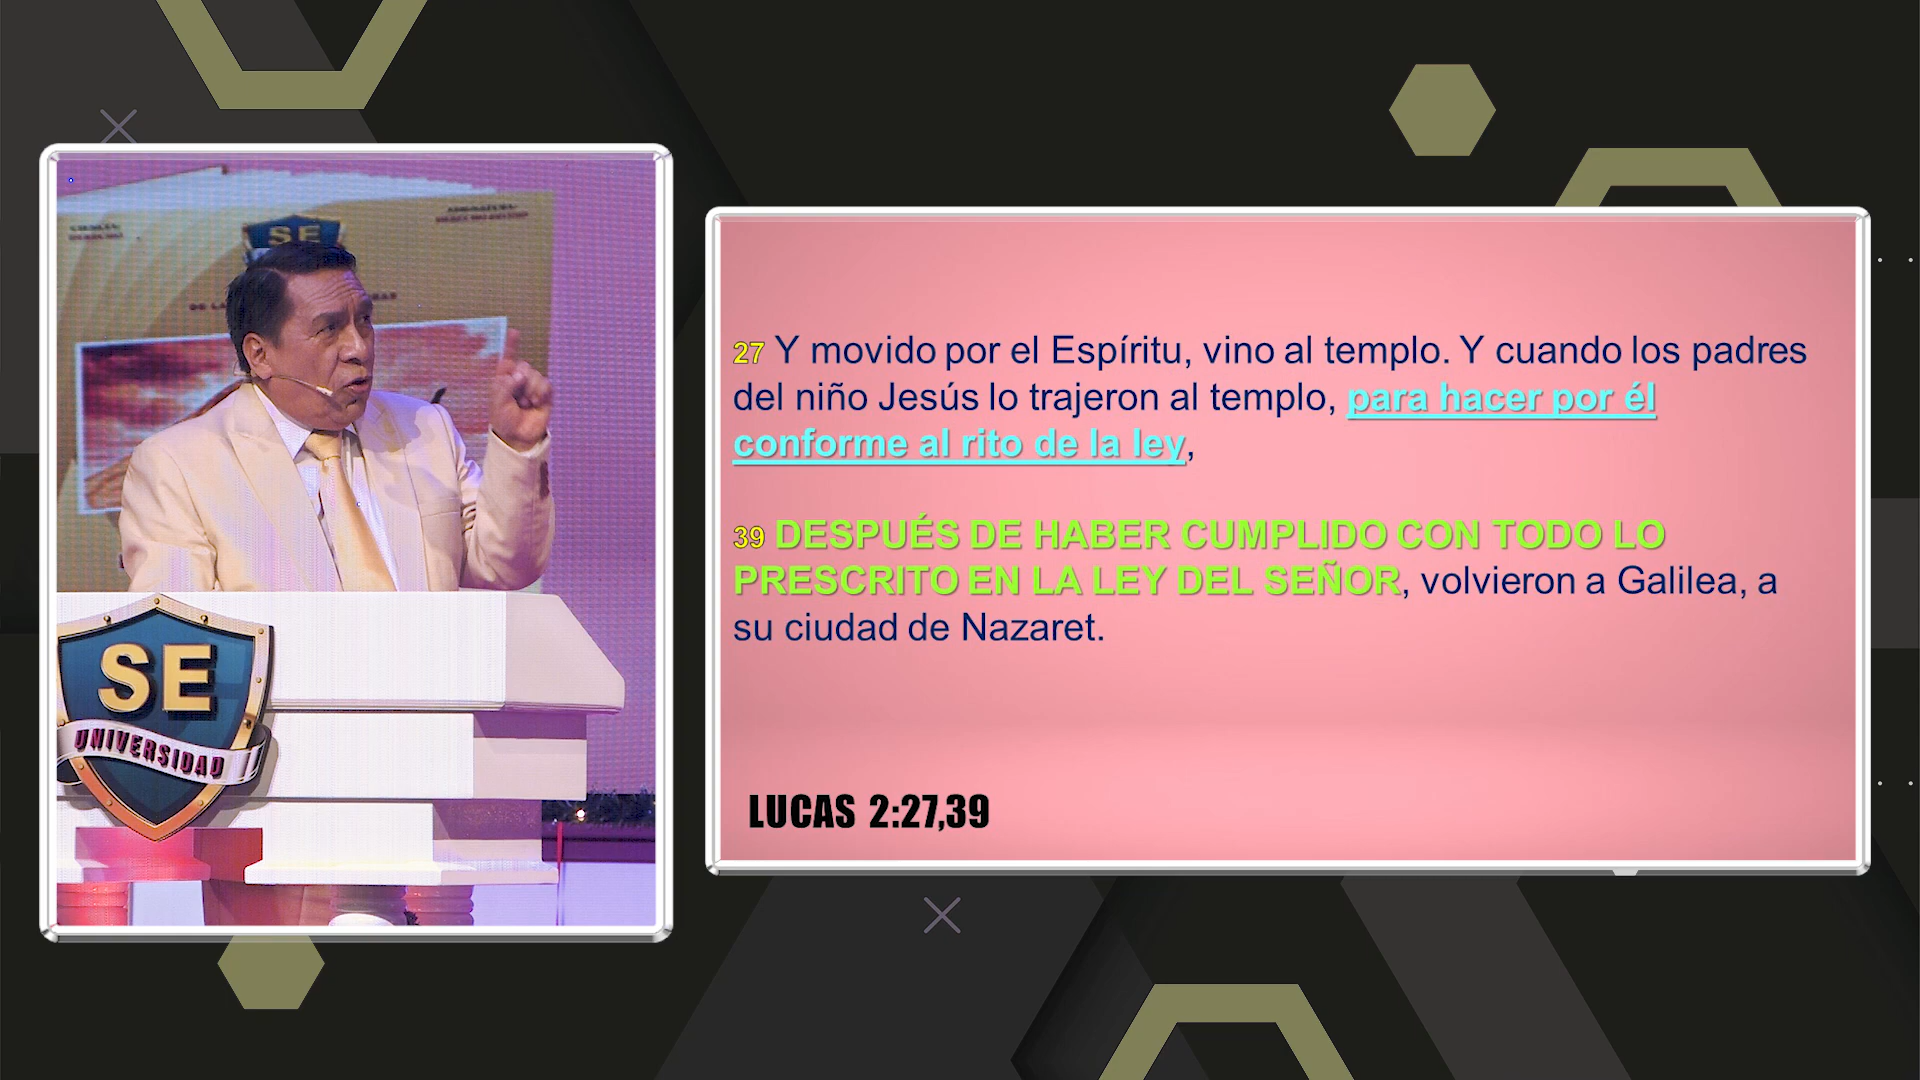 SE
SE
UNIVERSIDAD
27 Y movido por el Espíritu, vino al templo. Y cuando los padres
del niño Jesús lo trajeron al templo, para hacer por él
conforme al rito de la ley,
39 DESPUÉS DE HABER CUMPLIDO CON TODO LO
PRESCRITO EN LA LEY DEL SEÑOR, volvieron a Galilea, a
su ciudad de Nazaret.
LUCAS 2:27,39